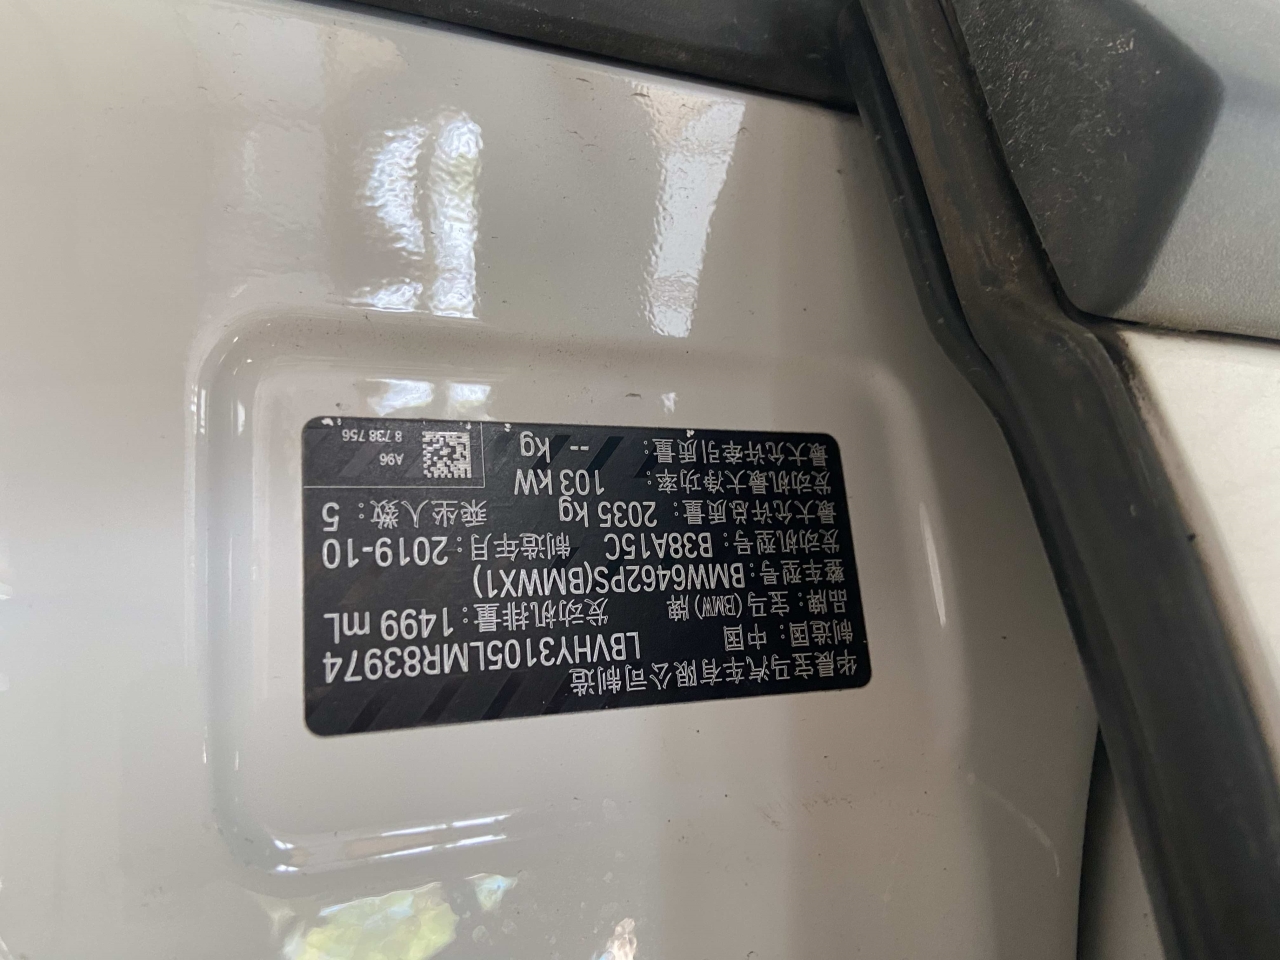 华晨宝马汽车有限公司制造
制造国：中国 LBVHY3105LMR83974
品牌：宝马(BMW)牌 发动机排量：1499 mL
整车型号：BMW6462PS(BMWX1)
发动机型号：B38A15C 制造年月：2019-10
最大允许总质量：2035 kg 乘坐人数：5
发动机最大净功率：103 kW
最大允许牵引质量：-- kg
A96
8 738 756